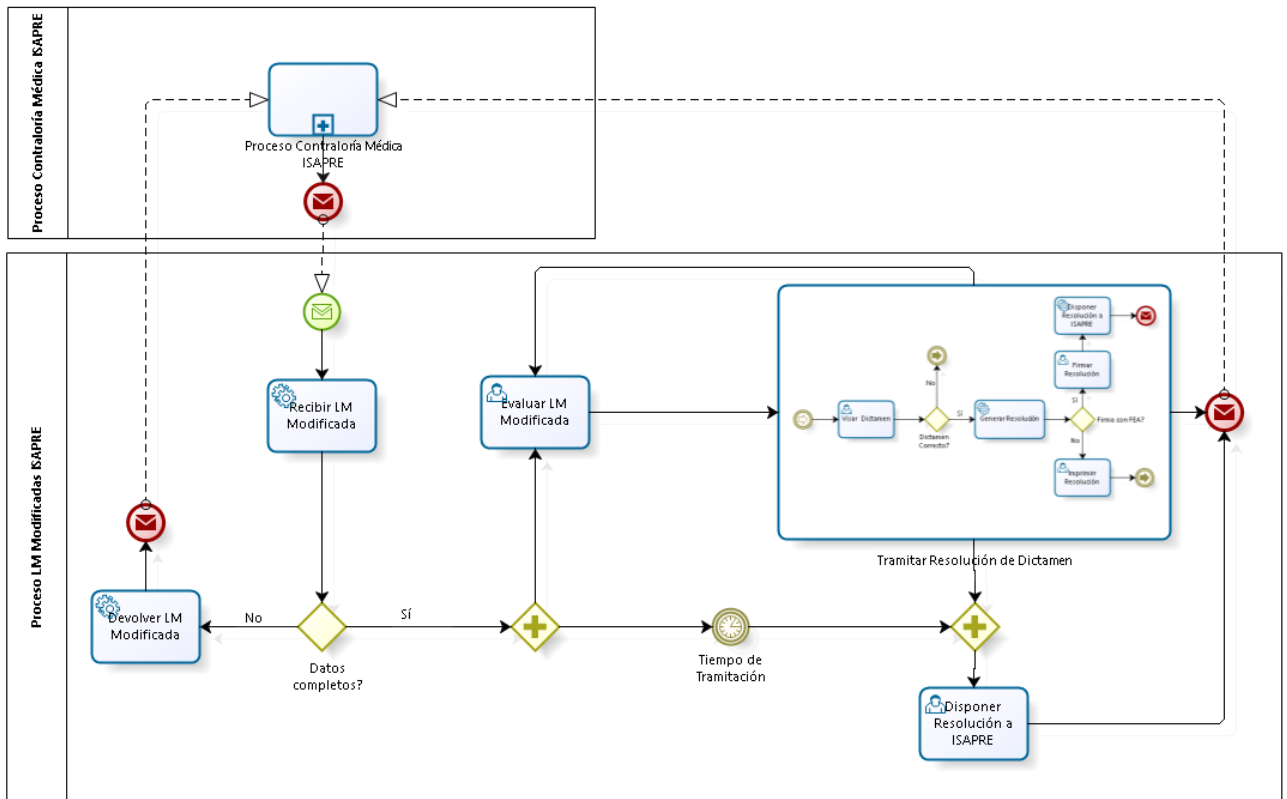 Proceso Contraloría Médica ISAPRE
Proceso Contraloría Médica
ISAPRE
Proceso LM Modificadas ISAPRE
Recibir LM
Modificada
Devolver LM
Modificada
No
Datos
completos?
Sí
Evaluar LM
Modificada
Visar Dictamen
No
Dictamen
Correcto?
Sí
Generar Resolución
Disponer
Resolución a
ISAPRE
Firmar
Resolución
Sí
Firma con FEA?
No
Imprimir
Resolución
Tramitar Resolución de Dictamen
Tiempo de
Tramitación
Disponer
Resolución a
ISAPRE